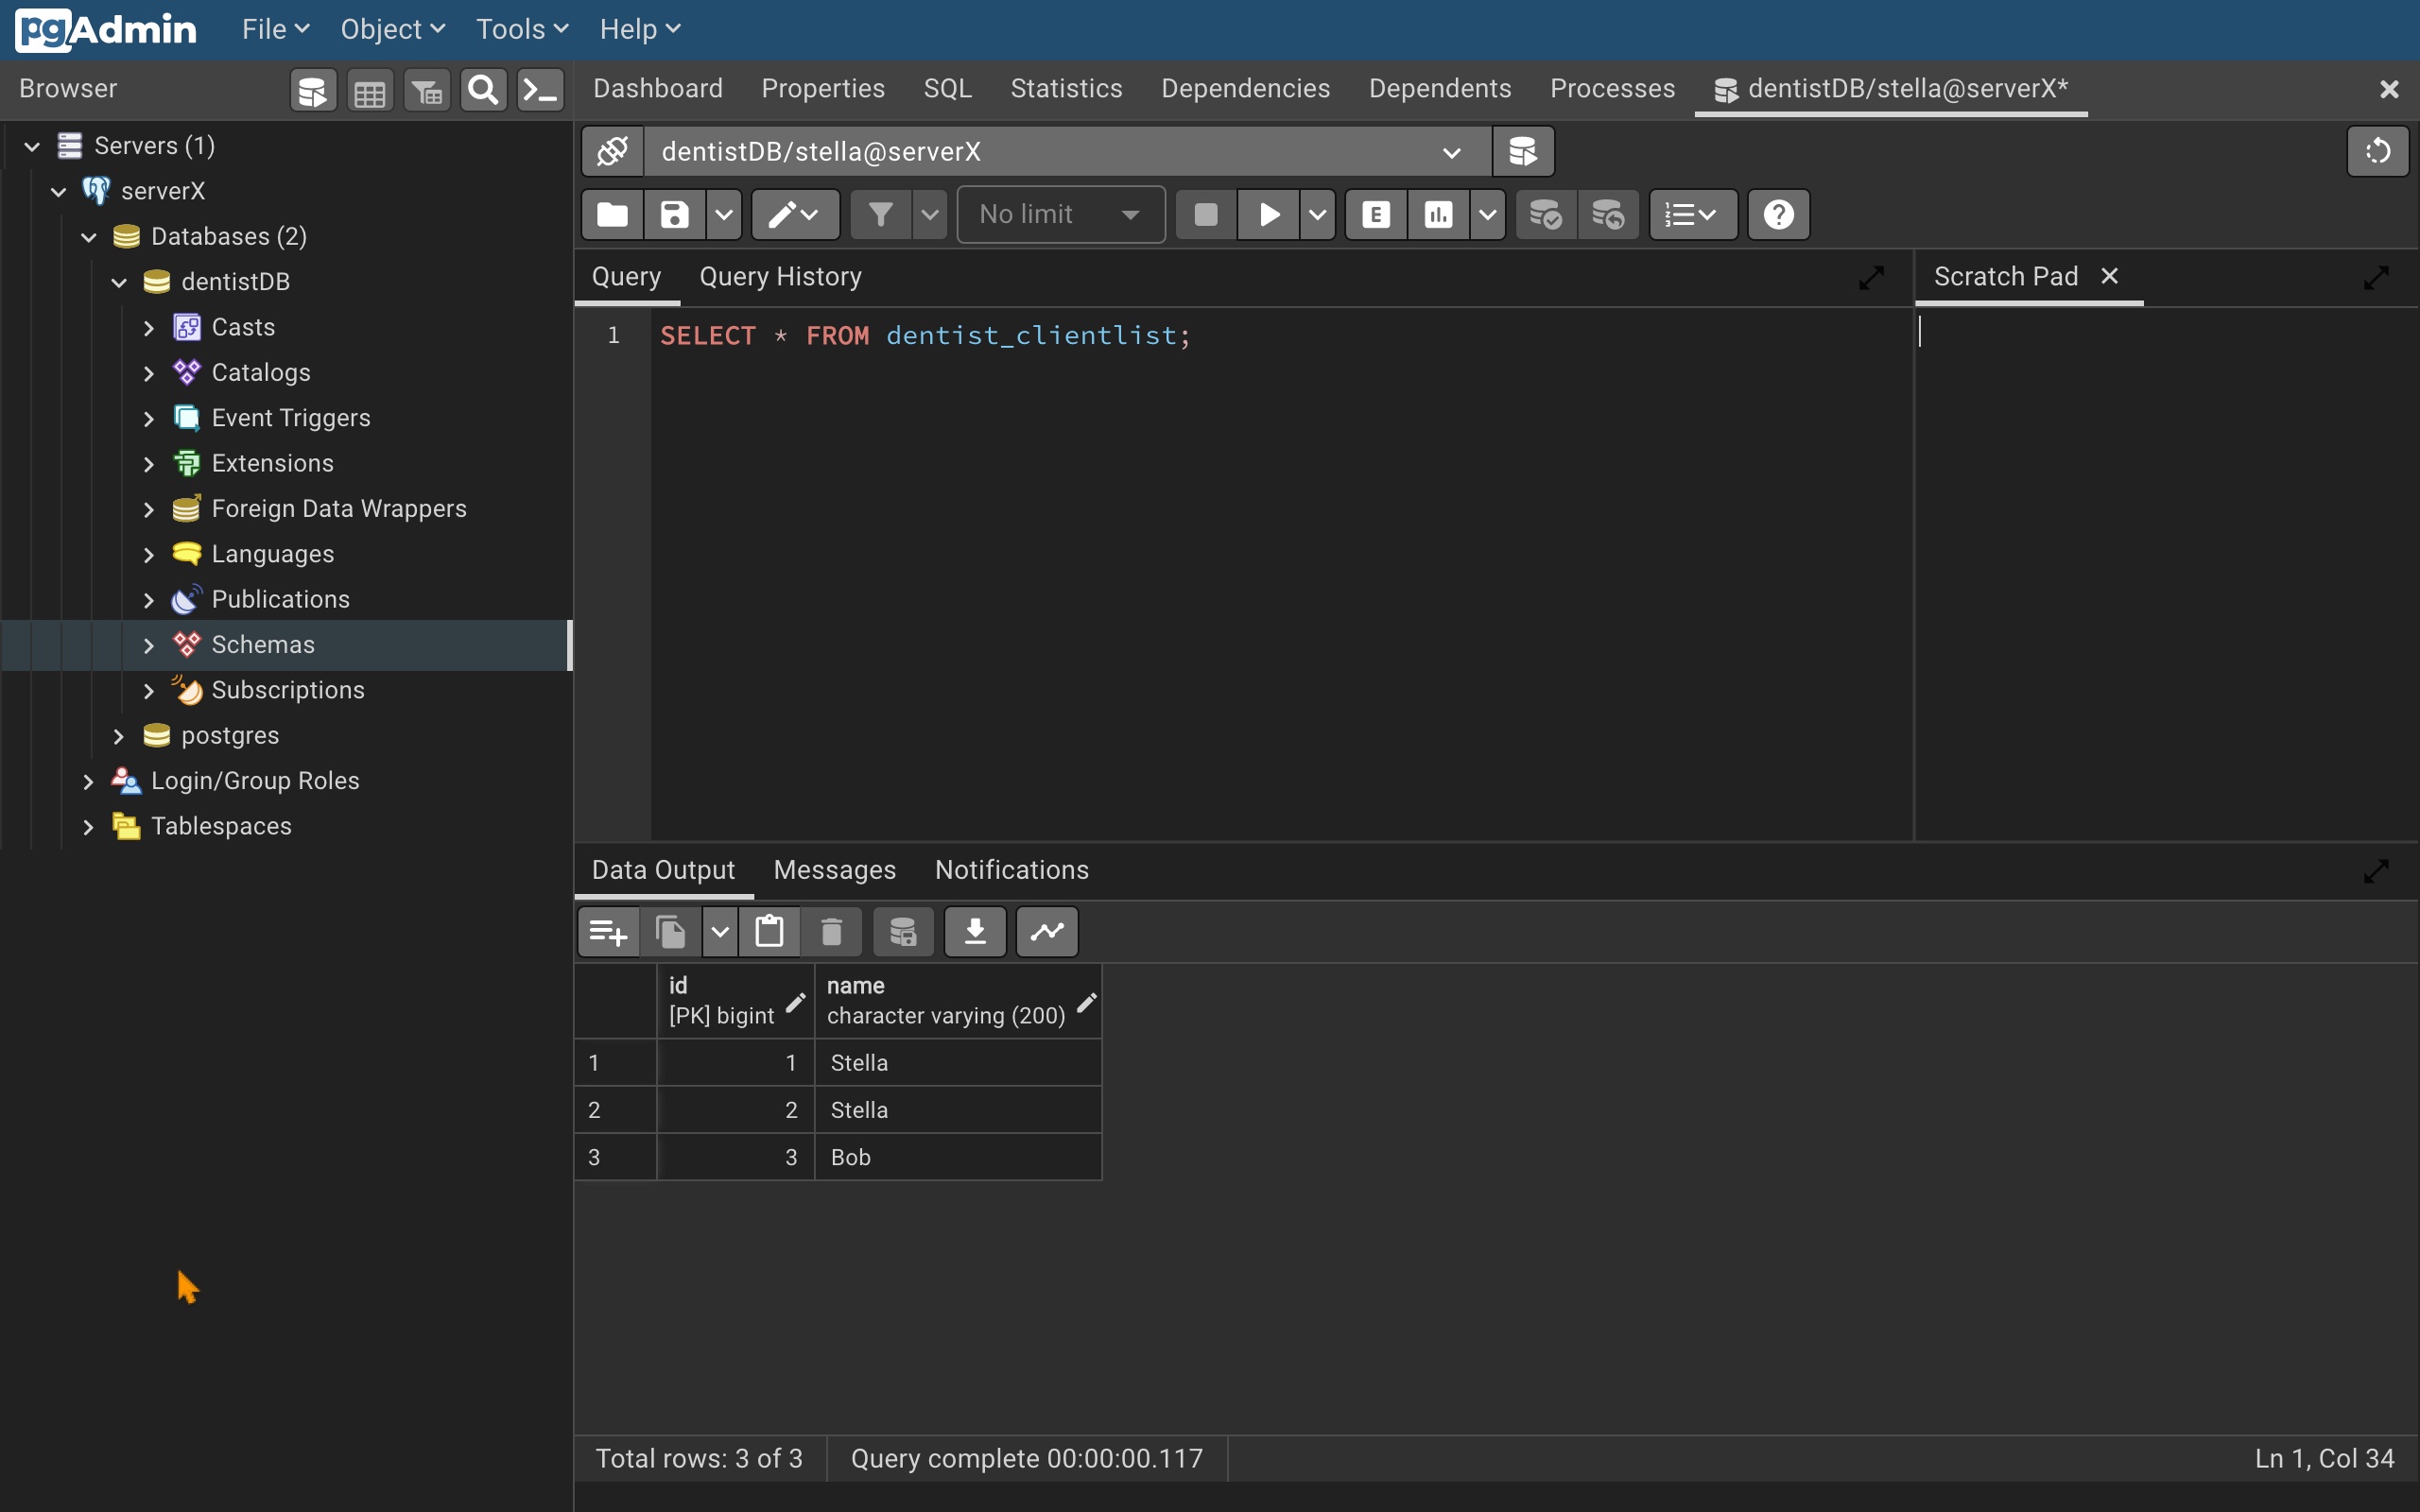 pgAdmin File Object Tools Help
Browser
Dashboard Properties SQL Statistics Dependencies Dependents Processes dentistDB/stella@serverX*
Servers (1)
serverX
Databases (2)
dentistDB
Casts
Catalogs
Event Triggers
Extensions
Foreign Data Wrappers
Languages
Publications
Schemas
Subscriptions
postgres
Login/Group Roles
Tablespaces
dentistDB/stella@serverX
No limit
E
Query Query History
Scratch Pad
1 SELECT * FROM dentist_clientlist;
Data Output Messages Notifications
id name
[PK] bigint character varying (200)
1 1 Stella
2 2 Stella
3 3 Bob
Total rows: 3 of 3 Query complete 00:00:00.117 Ln 1, Col 34